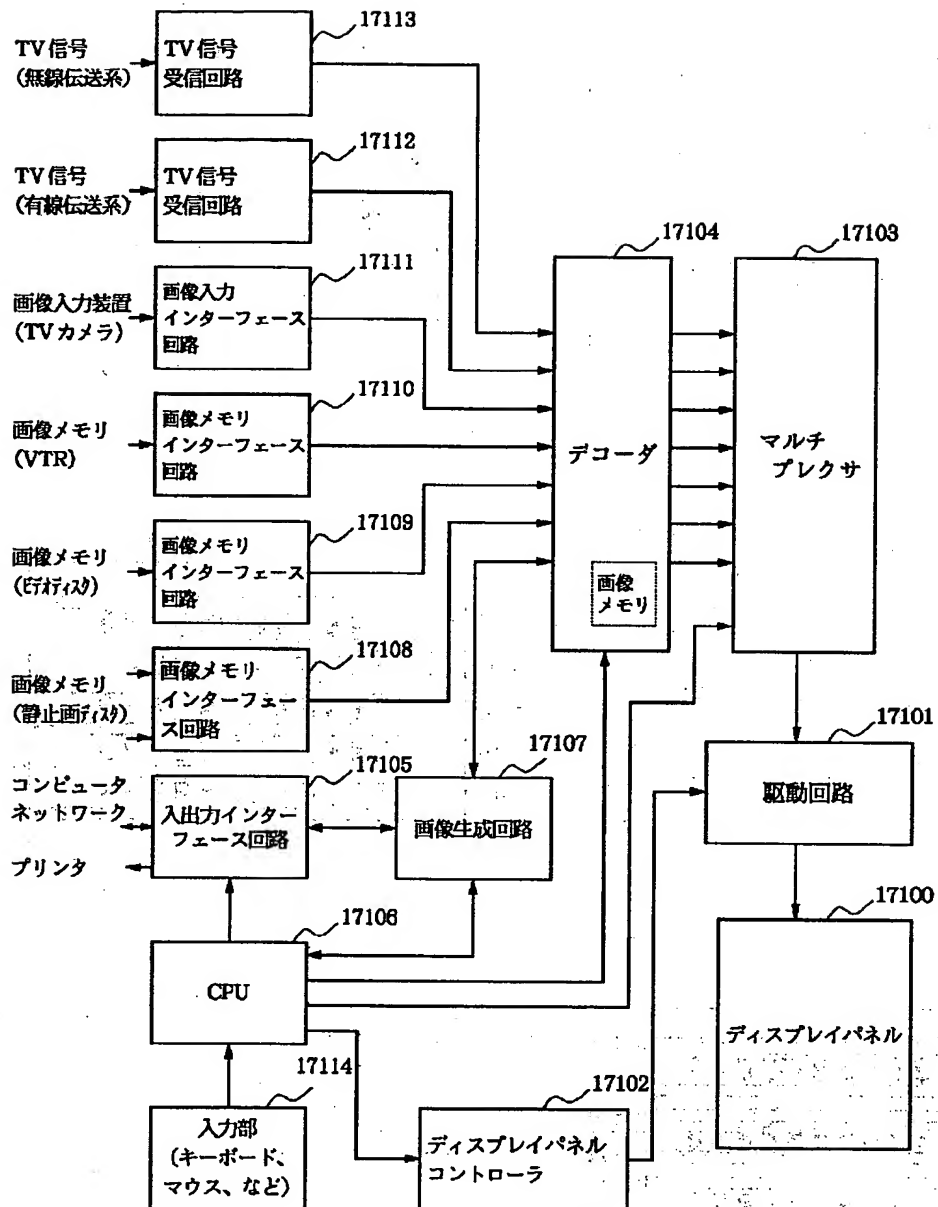 17113
TV信号
(無線伝送系)
TV信号
受信回路
17112
TV信号
(有線伝送系)
TV信号
受信回路
17111
画像入力装置
(TVカメラ)
画像入力
インターフェース
回路
17110
画像メモリ
(VTR)
画像メモリ
インターフェース
回路
17109
画像メモリ
(ビデオディスク)
画像メモリ
インターフェース
回路
17108
画像メモリ
(静止画ディスク)
画像メモリ
インターフェー
ス回路
17105
コンピュータ
ネットワーク
プリンタ
入出力インター
フェース回路
17107
画像生成回路
17106
CPU
17114
入力部
(キーボード、
マウス、など)
17104
デコーダ
画像
メモリ
17103
マルチ
プレクサ
17101
駆動回路
17100
ディスプレイパネル
17102
ディスプレイパネル
コントローラ